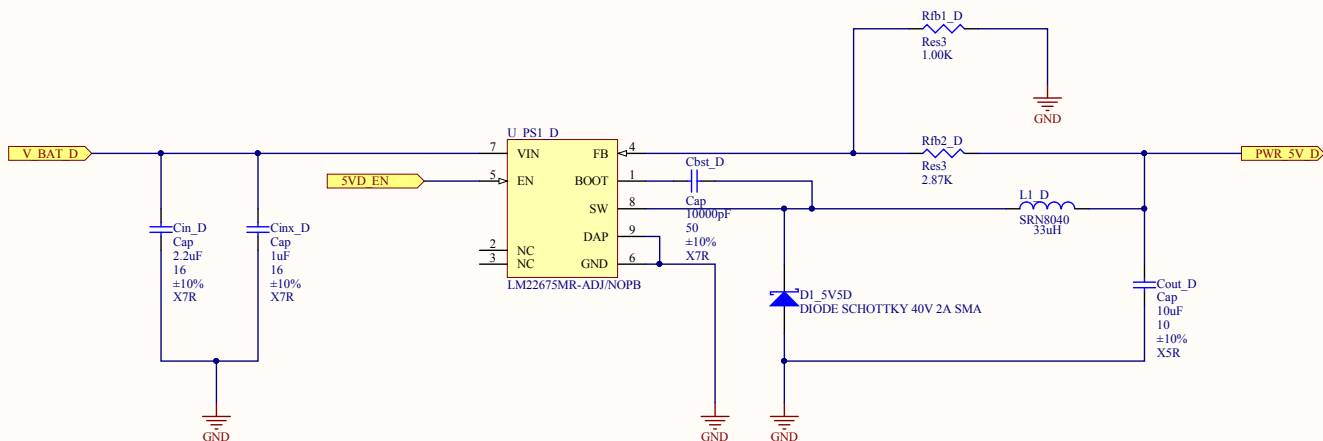 Rfb1_D
Res3
1.00K
GND
U_PS1_D
V_BAT_D
7
VIN
FB
4
Rfb2_D
Res3
2.87K
PWR_5V_D
5VD_EN
5
EN
BOOT
1
Cbst_D
Cap
10000pF
50
±10%
X7R
SW
8
L1_D
SRN8040
33uH
DAP
9
2
NC
3
NC
GND
6
LM22675MR-ADJ/NOPB
Cin_D
Cap
2.2uF
16
±10%
X7R
Cinx_D
Cap
1uF
16
±10%
X7R
D1_5V5D
DIODE SCHOTTKY 40V 2A SMA
Cout_D
Cap
10uF
10
±10%
X5R
GND
GND
GND